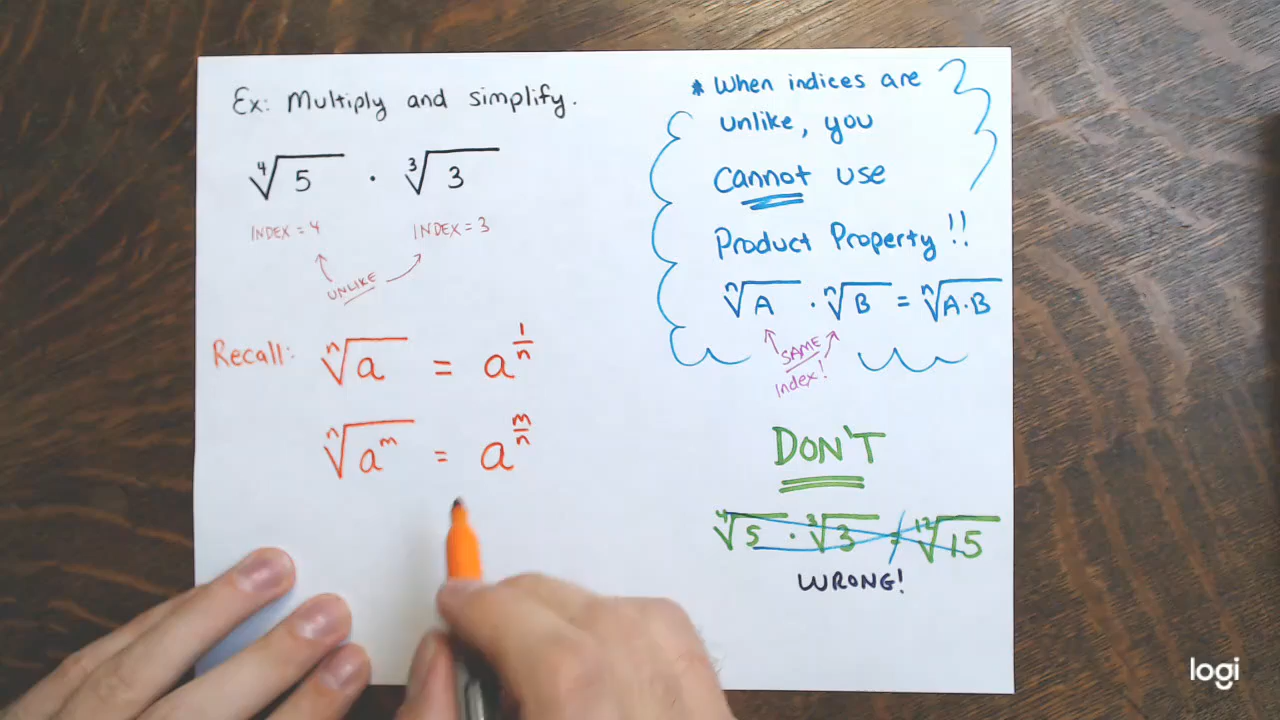 Ex: Multiply and simplify.
⁴√5 · ³√3
INDEX = 4 INDEX = 3
UNLIKE
Recall: ⁿ√a = a^(1/n)
ⁿ√(a^m) = a^(m/n)
* When indices are
unlike, you
Cannot use
Product Property !!
ⁿ√A · ⁿ√B = ⁿ√(A·B)
SAME
Index!
DON'T
⁴√5 · ³√3 = ¹²√15
WRONG!
logi